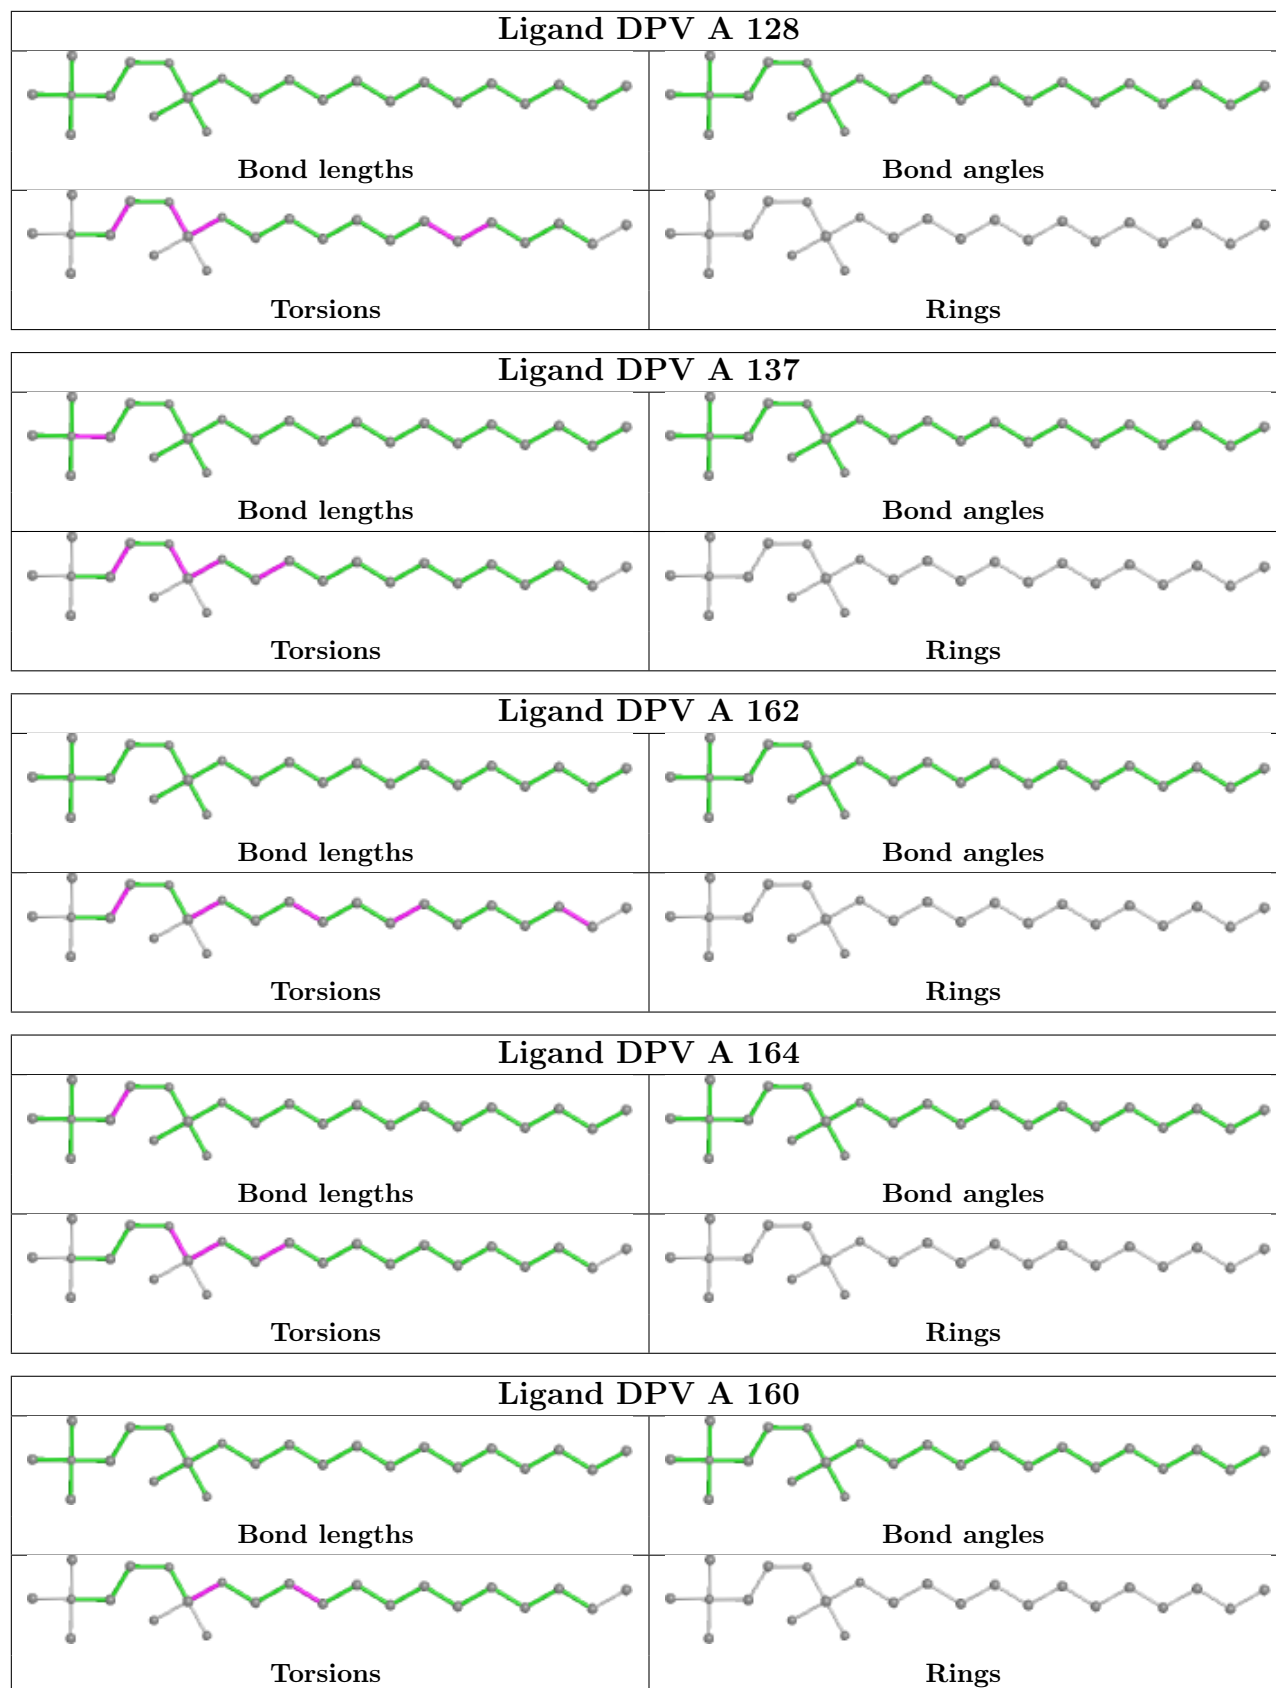 Ligand DPV A 128
Bond lengths
Bond angles
Torsions
Rings
Ligand DPV A 137
Bond lengths
Bond angles
Torsions
Rings
Ligand DPV A 162
Bond lengths
Bond angles
Torsions
Rings
Ligand DPV A 164
Bond lengths
Bond angles
Torsions
Rings
Ligand DPV A 160
Bond lengths
Bond angles
Torsions
Rings